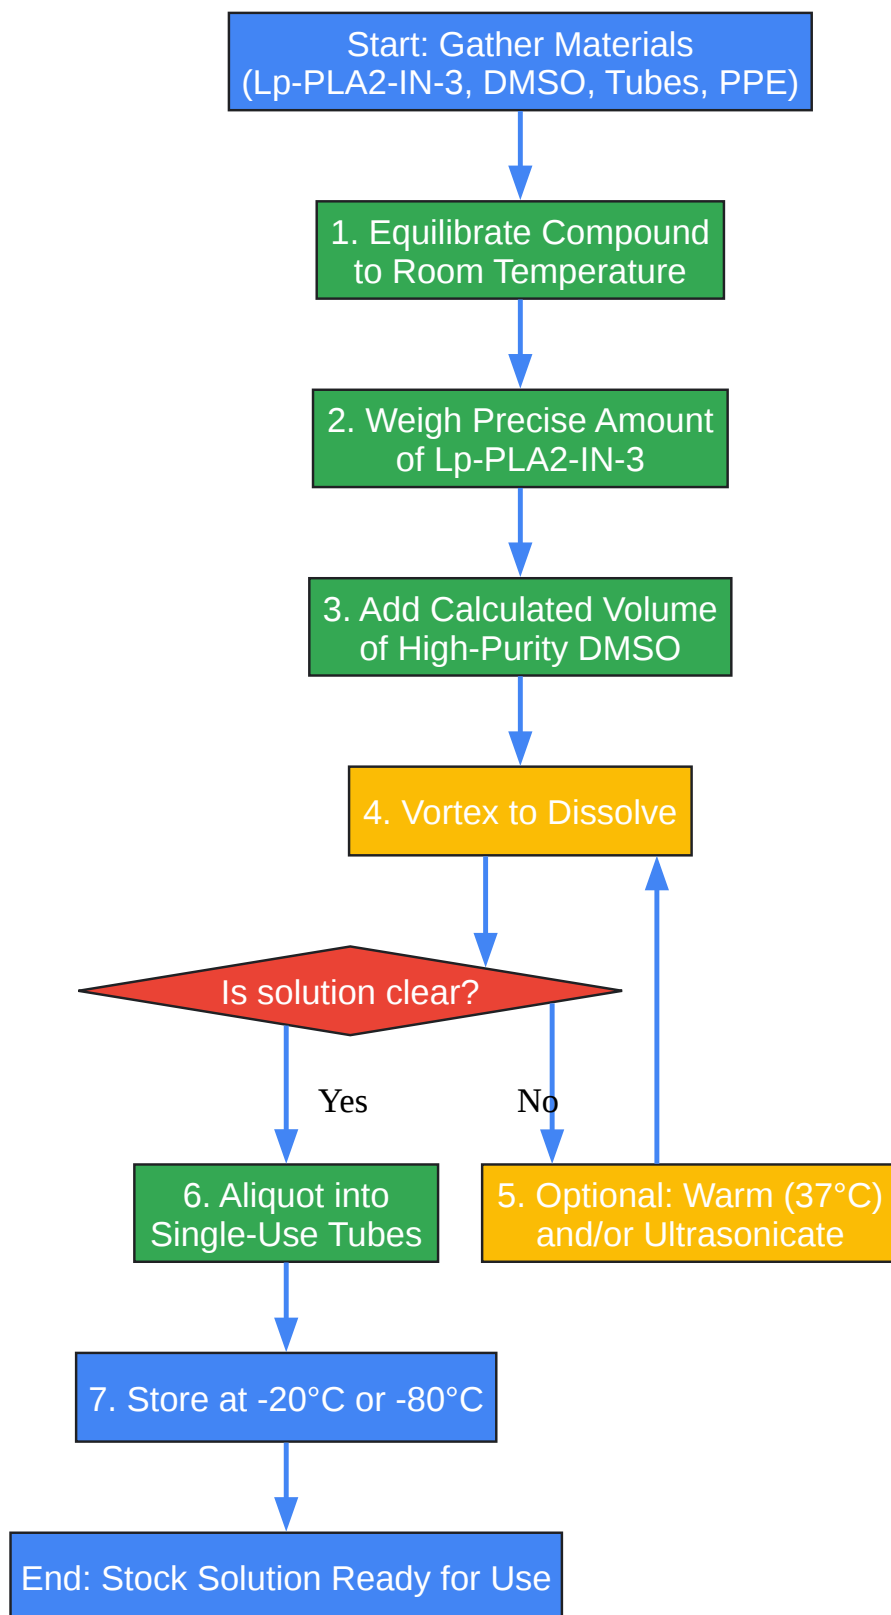 Start: Gather Materials
(Lp-PLA2-IN-3, DMSO, Tubes, PPE)
1. Equilibrate Compound
to Room Temperature
2. Weigh Precise Amount
of Lp-PLA2-IN-3
3. Add Calculated Volume
of High-Purity DMSO
4. Vortex to Dissolve
Is solution clear?
Yes
No
6. Aliquot into
Single-Use Tubes
5. Optional: Warm (37°C)
and/or Ultrasonicate
7. Store at -20°C or -80°C
End: Stock Solution Ready for Use